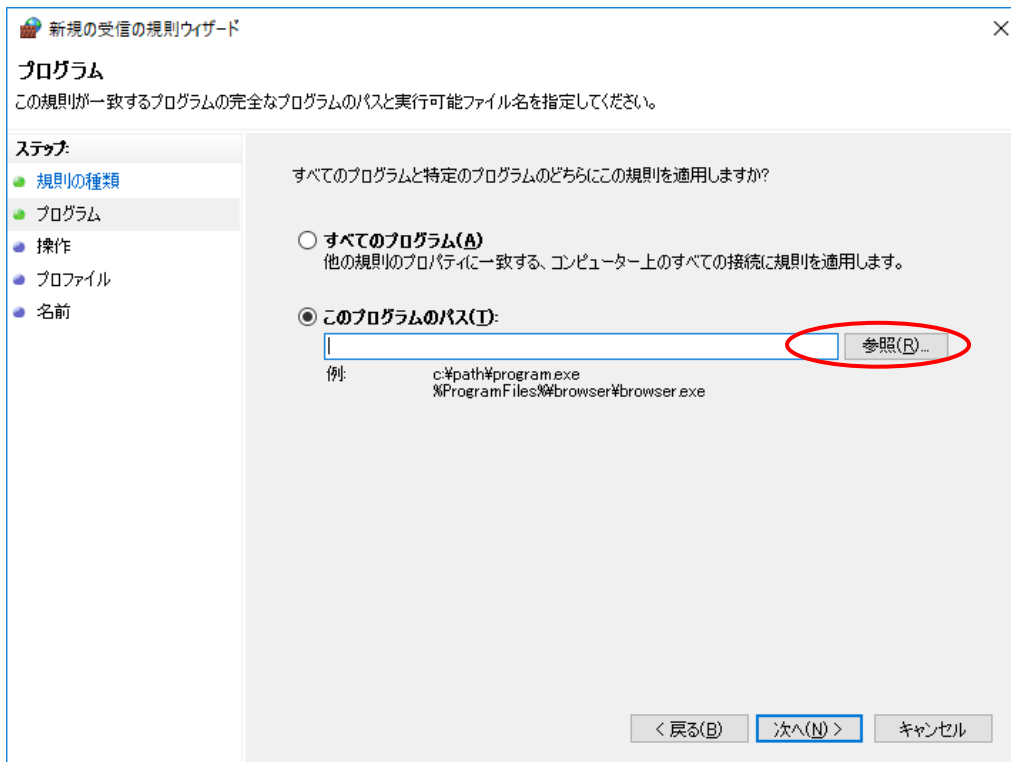 新規の受信の規則ウィザード
プログラム
この規則が一致するプログラムの完全なプログラムのパスと実行可能ファイル名を指定してください。
ステップ:
規則の種類
プログラム
操作
プロファイル
名前
すべてのプログラムと特定のプログラムのどちらにこの規則を適用しますか?
すべてのプログラム(A)
他の規則のプロパティに一致する、コンピューター上のすべての接続に規則を適用します。
このプログラムのパス(T):
参照(R)...
例: c:¥path¥program.exe
%ProgramFiles%¥browser¥browser.exe
< 戻る(B) 次へ(N) > キャンセル